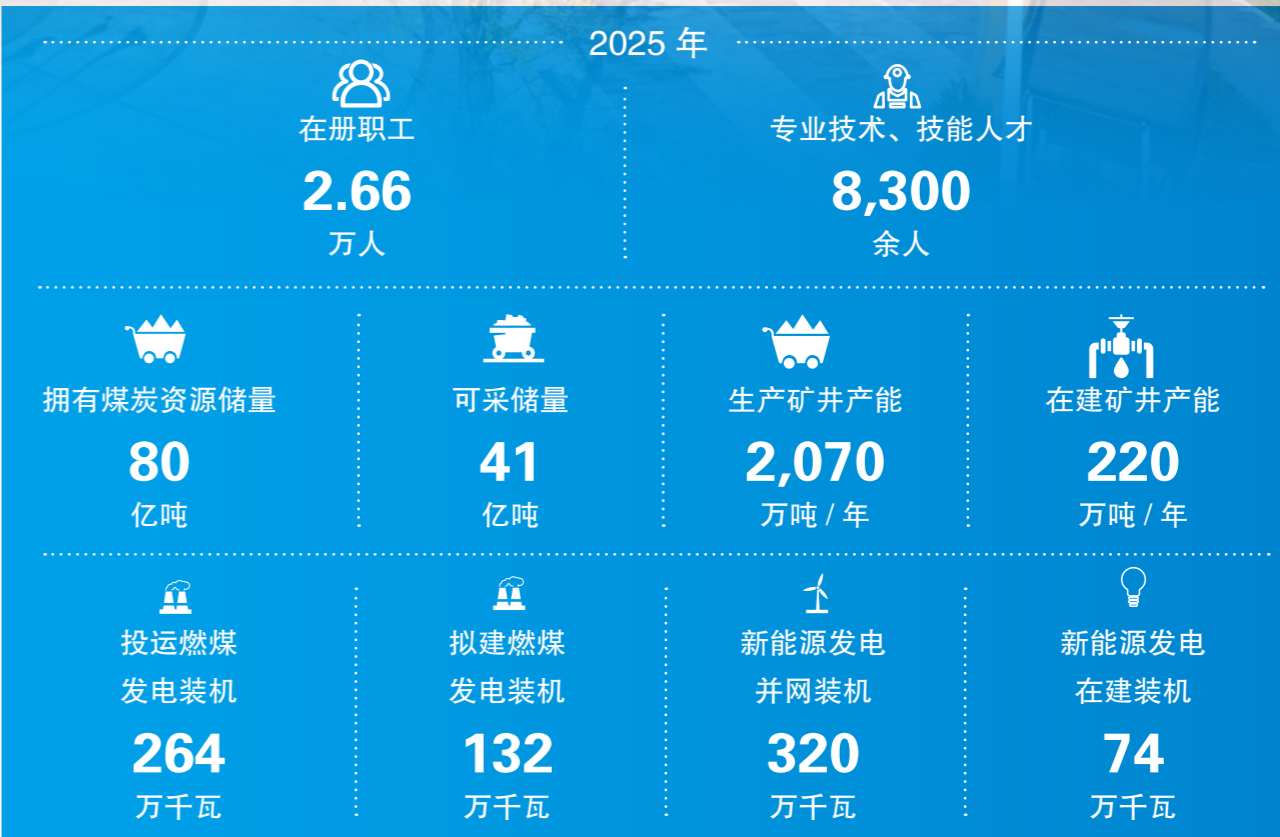 2025 年
在册职工
2.66
万人
专业技术、技能人才
8,300
余人
拥有煤炭资源储量
80
亿吨
可采储量
41
亿吨
生产矿井产能
2,070
万吨 / 年
在建矿井产能
220
万吨 / 年
投运燃煤
发电装机
264
万千瓦
拟建燃煤
发电装机
132
万千瓦
新能源发电
并网装机
320
万千瓦
新能源发电
在建装机
74
万千瓦